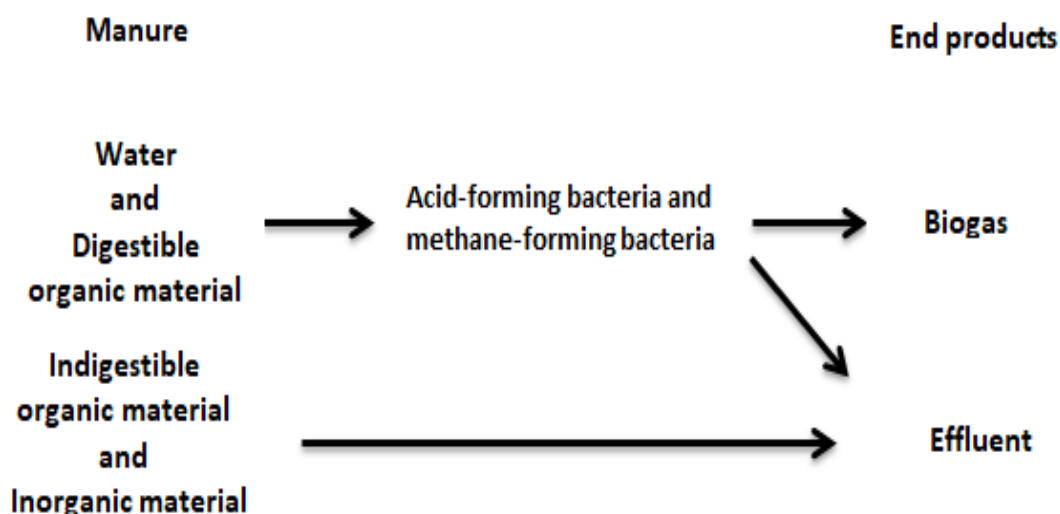 Manure
End products
Water
and
Digestible
organic material
Acid-forming bacteria and
methane-forming bacteria
Biogas
Indigestible
organic material
and
Inorganic material
Effluent